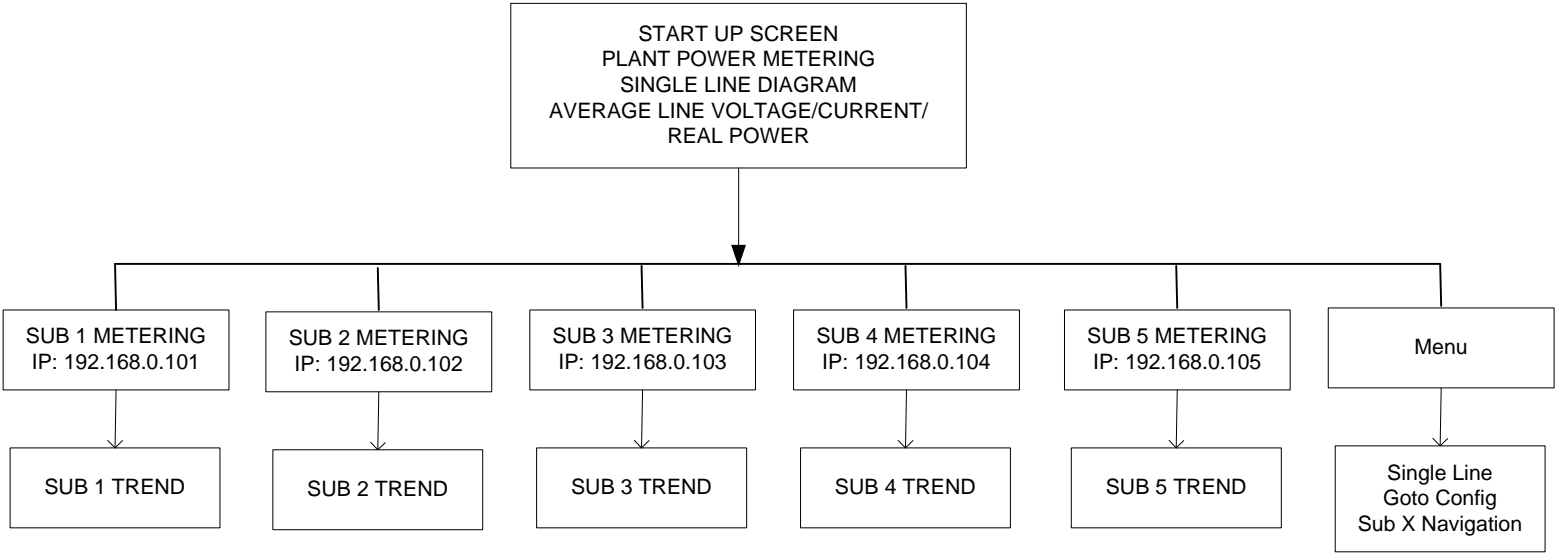 START UP SCREEN
PLANT POWER METERING
SINGLE LINE DIAGRAM
AVERAGE LINE VOLTAGE/CURRENT/
REAL POWER
SUB 1 METERING
IP: 192.168.0.101
SUB 2 METERING
IP: 192.168.0.102
SUB 3 METERING
IP: 192.168.0.103
SUB 4 METERING
IP: 192.168.0.104
SUB 5 METERING
IP: 192.168.0.105
Menu
SUB 1 TREND
SUB 2 TREND
SUB 3 TREND
SUB 4 TREND
SUB 5 TREND
Single Line
Goto Config
Sub X Navigation